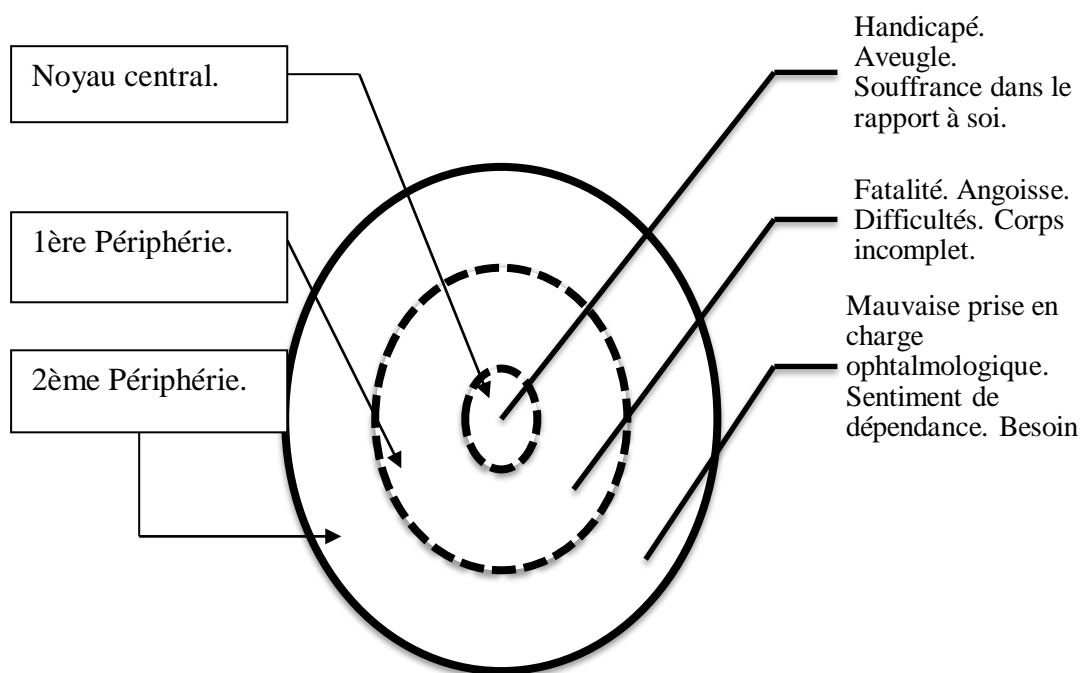 Noyau central.
1ère Périphérie.
2ème Périphérie.
Handicapé.
Aveugle.
Souffrance dans le
rapport à soi.
Fatalité. Angoisse.
Difficultés. Corps
incomplet.
Mauvaise prise en
charge
ophtalmologique.
Sentiment de
dépendance. Besoin